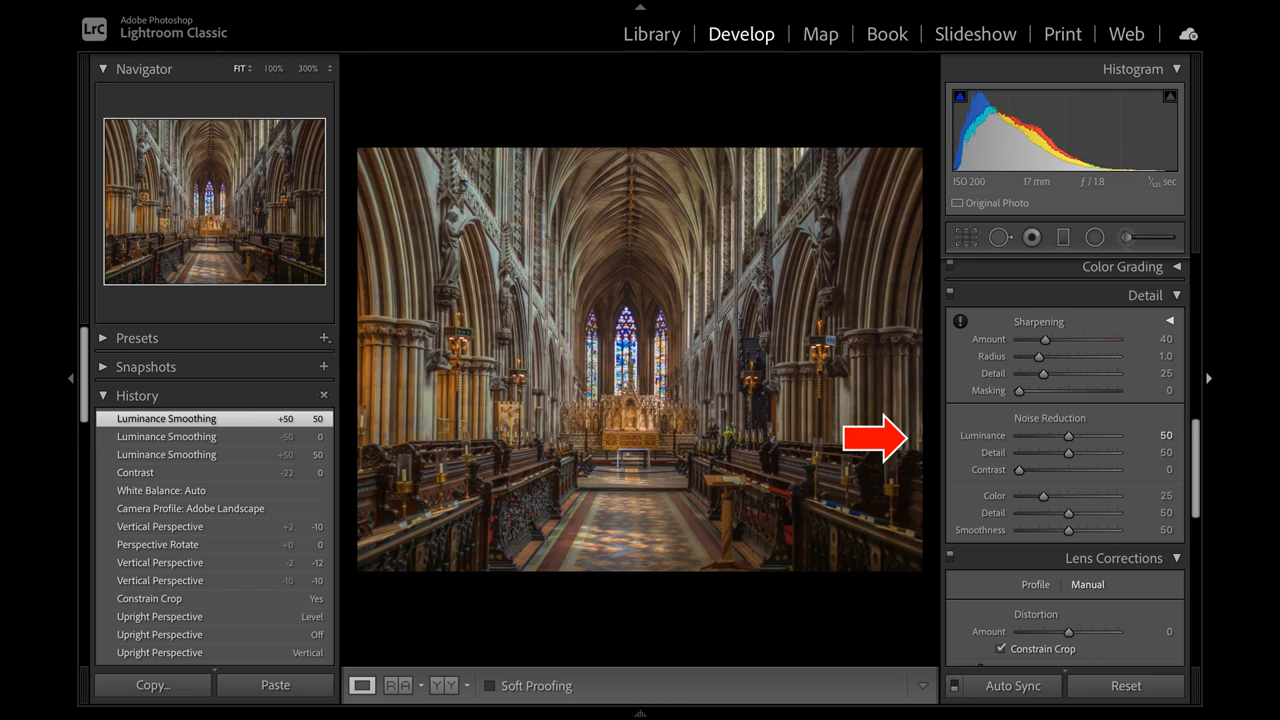 LrC
Adobe Photoshop
Lightroom Classic
Library | Develop | Map | Book | Slideshow | Print | Web |
Navigator FIT 100% 300%
Presets
Snapshots
History
Luminance Smoothing +50 50
Luminance Smoothing -50 0
Luminance Smoothing +50 50
Contrast -22 0
White Balance: Auto
Camera Profile: Adobe Landscape
Vertical Perspective +2 -10
Perspective Rotate +0 0
Vertical Perspective -2 -12
Vertical Perspective -10 -10
Constrain Crop Yes
Upright Perspective Level
Upright Perspective Off
Upright Perspective Vertical
Copy... Paste
R A Y Y Soft Proofing
Histogram
ISO 200 17 mm ƒ / 1.8 1/125 sec
Original Photo
Color Grading
Detail
Sharpening
Amount 40
Radius 1.0
Detail 25
Masking 0
Noise Reduction
Luminance 50
Detail 50
Contrast 0
Color 25
Detail 50
Smoothness 50
Lens Corrections
Profile | Manual
Distortion
Amount 0
Constrain Crop
Auto Sync Reset